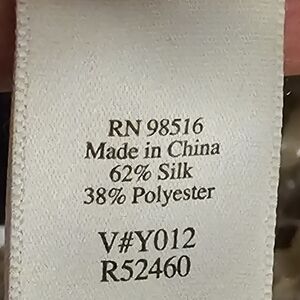 RN 98516
Made in China
62% Silk
38% Polyester
V#Y012
R52460